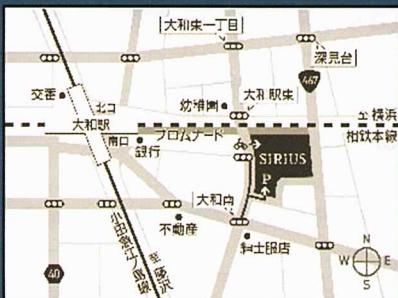 大和東一丁目
深見台
467
交番
北口
幼稚園
大和駅東
至 横浜
大和駅
プロムナード
相鉄本線
南口
銀行
SIRIUS
P
大和南
不動産
紳士服店
小田急江ノ島線
至 藤沢
40
N
W
E
S